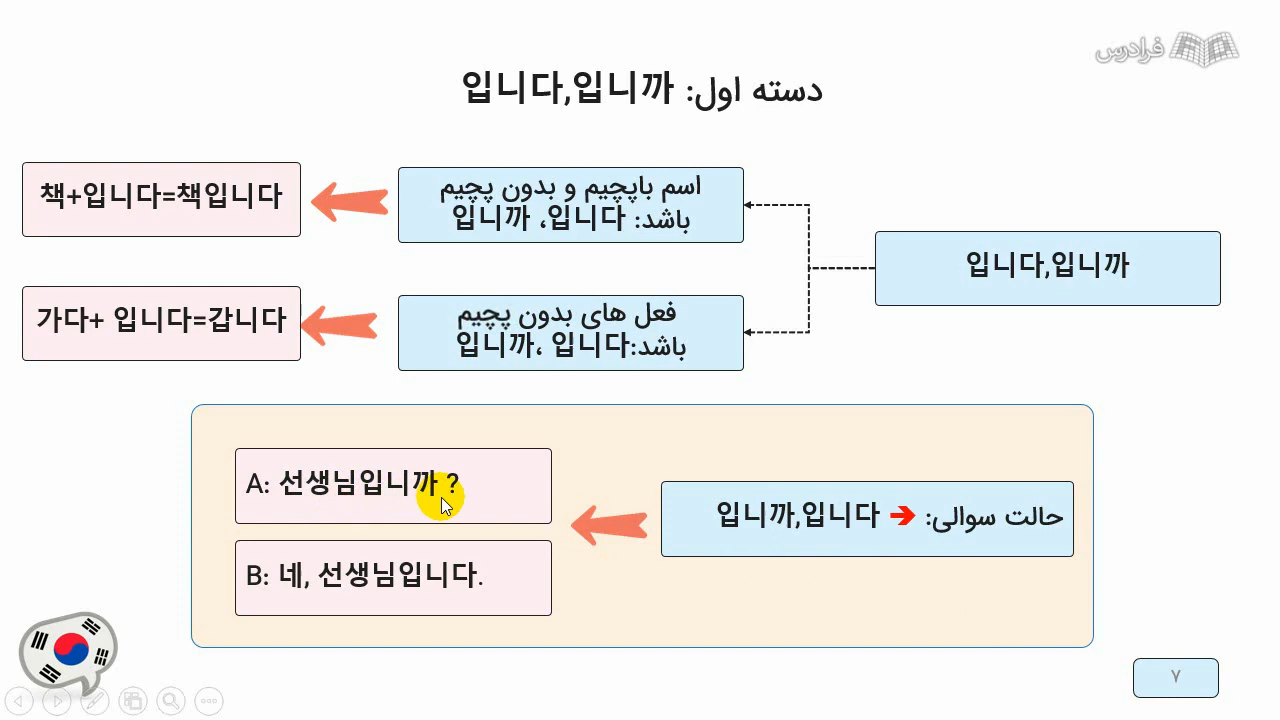 فرادرس
دسته اول: 입니다,입니까
입니다,입니까
اسم باپچیم و بدون پچیم
باشد: 입니까 ،입니다
책+입니다=책입니다
فعل های بدون پچیم
باشد:입니까، 입니다
가다+ 입니다=갑니다
حالت سوالی: ➔ 입니까,입니다
A: 선생님입니까 ?
B: 네, 선생님입니다.
۷